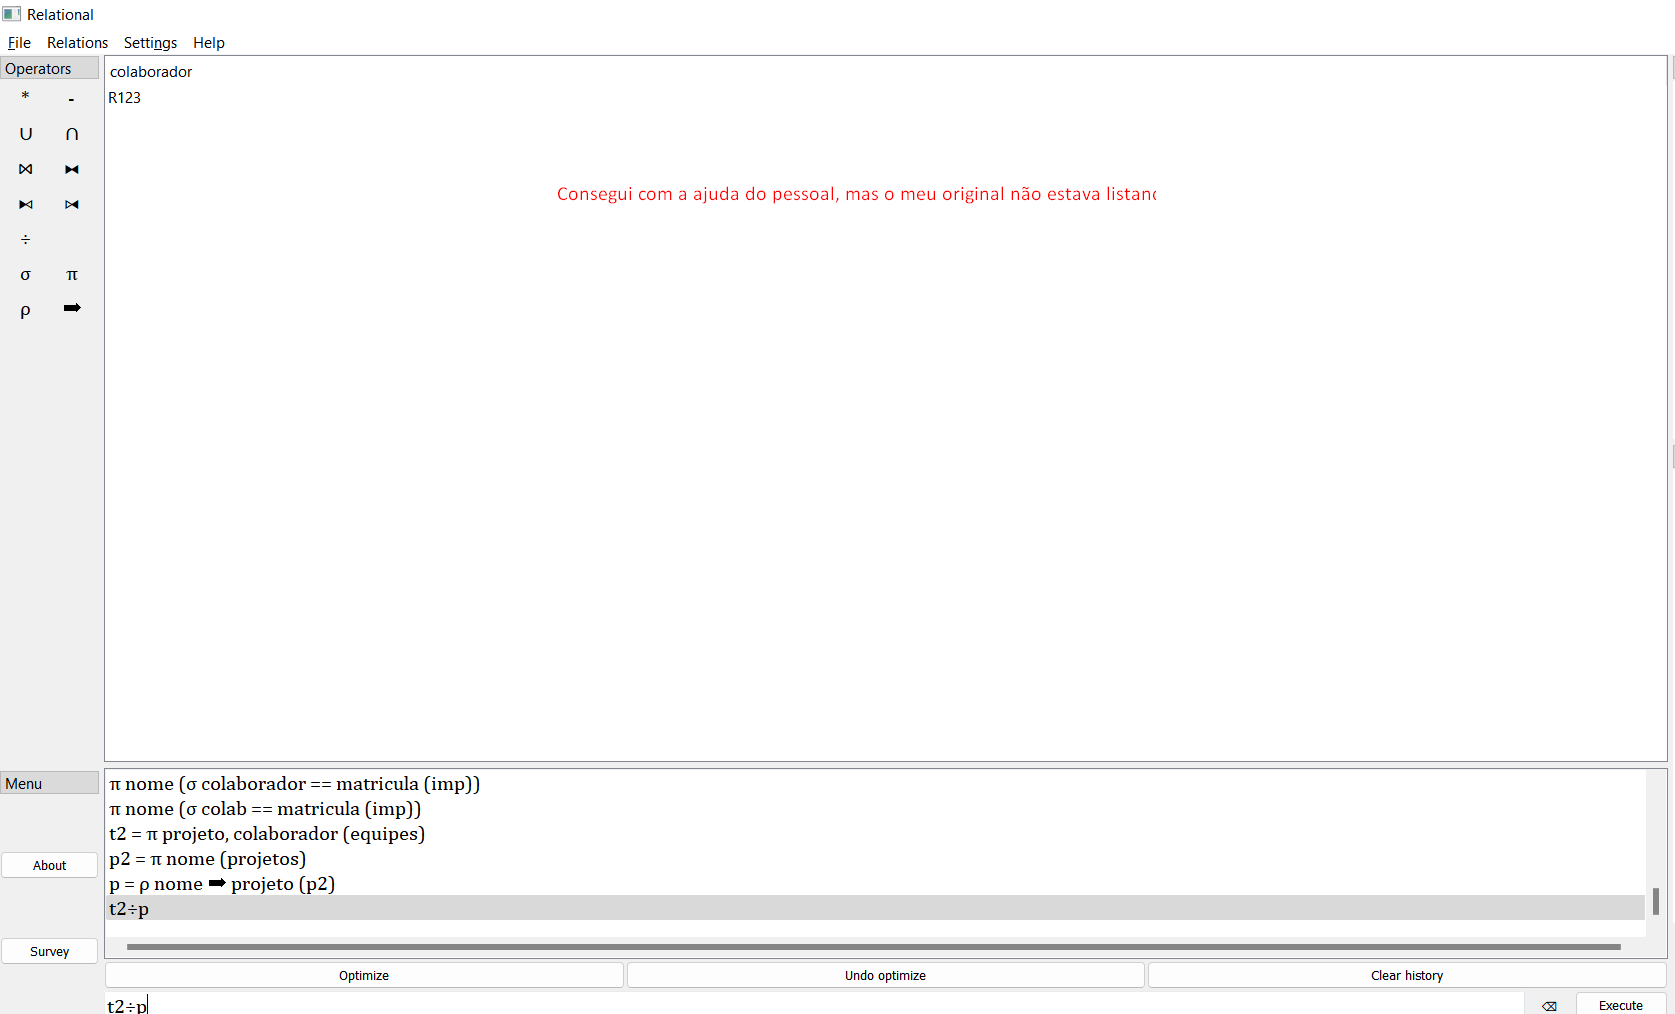 Relational
File Relations Settings Help
Operators
* -
∪ ∩
⋈ ⧓
⧑ ⧒
÷
σ π
ρ ➡
colaborador
R123
Consegui com a ajuda do pessoal, mas o meu original não estava
Menu
About
Survey
π nome (σ colaborador == matricula (imp))
π nome (σ colab == matricula (imp))
t2 = π projeto, colaborador (equipes)
p2 = π nome (projetos)
p = ρ nome ➡ projeto (p2)
t2÷p
Optimize Undo optimize Clear history
t2÷p ⌫ Execute